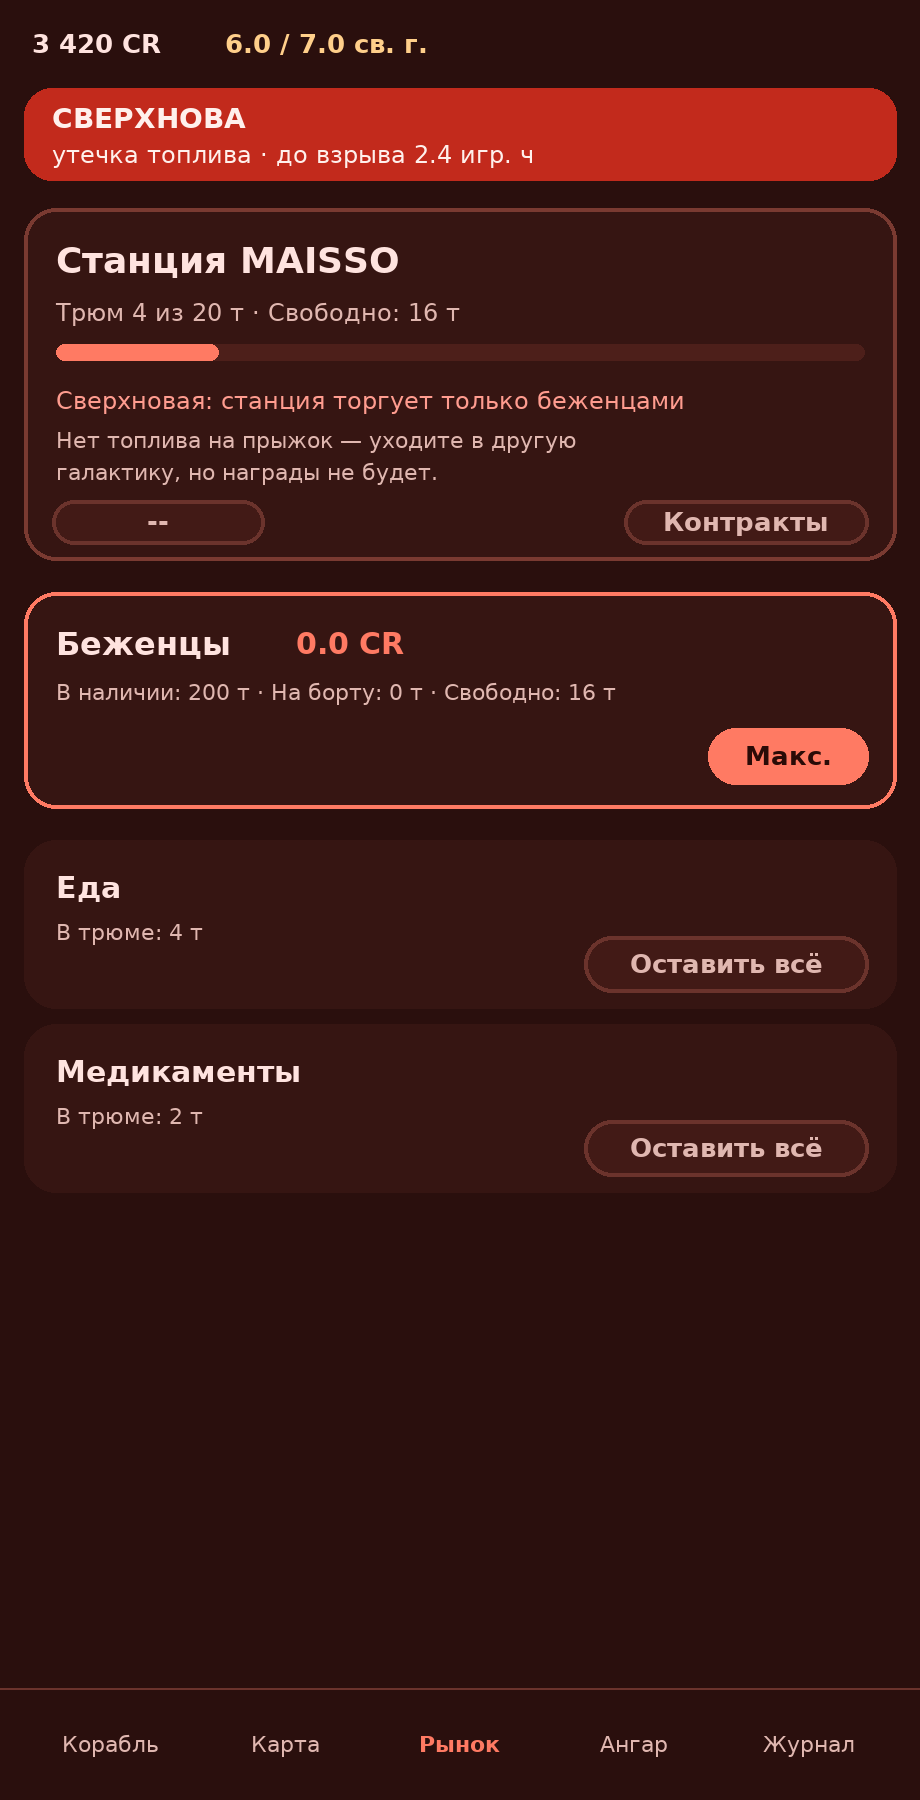 3 420 CR 6.0 / 7.0 св. г.
СВЕРХНОВА
утечка топлива · до взрыва 2.4 игр. ч
Станция MAISSO
Трюм 4 из 20 т · Свободно: 16 т
Сверхновая: станция торгует только беженцами
Нет топлива на прыжок — уходите в другую
галактику, но награды не будет.
-- Контракты
Беженцы 0.0 CR
В наличии: 200 т · На борту: 0 т · Свободно: 16 т
Макс.
Еда
В трюме: 4 т
Оставить всё
Медикаменты
В трюме: 2 т
Оставить всё
Корабль Карта Рынок Ангар Журнал